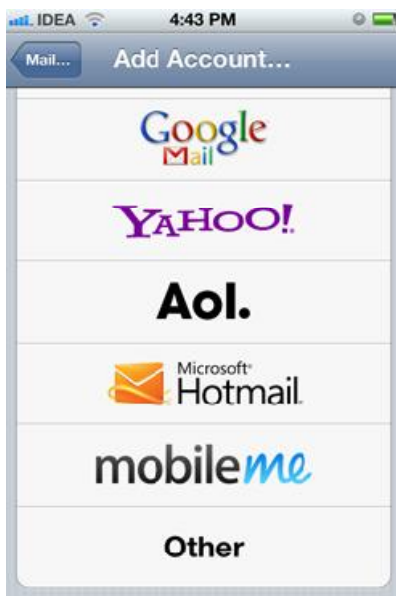 IDEA 4:43 PM
Mail... Add Account...
Google
Mail
YAHOO!
Aol.
Microsoft
Hotmail
mobileme
Other